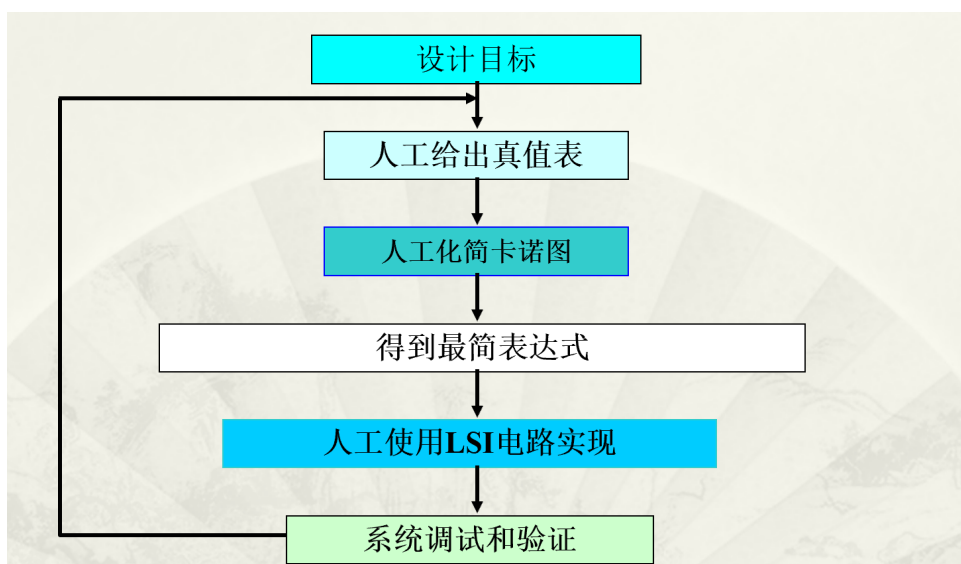 设计目标
人工给出真值表
人工化简卡诺图
得到最简表达式
人工使用LSI电路实现
系统调试和验证